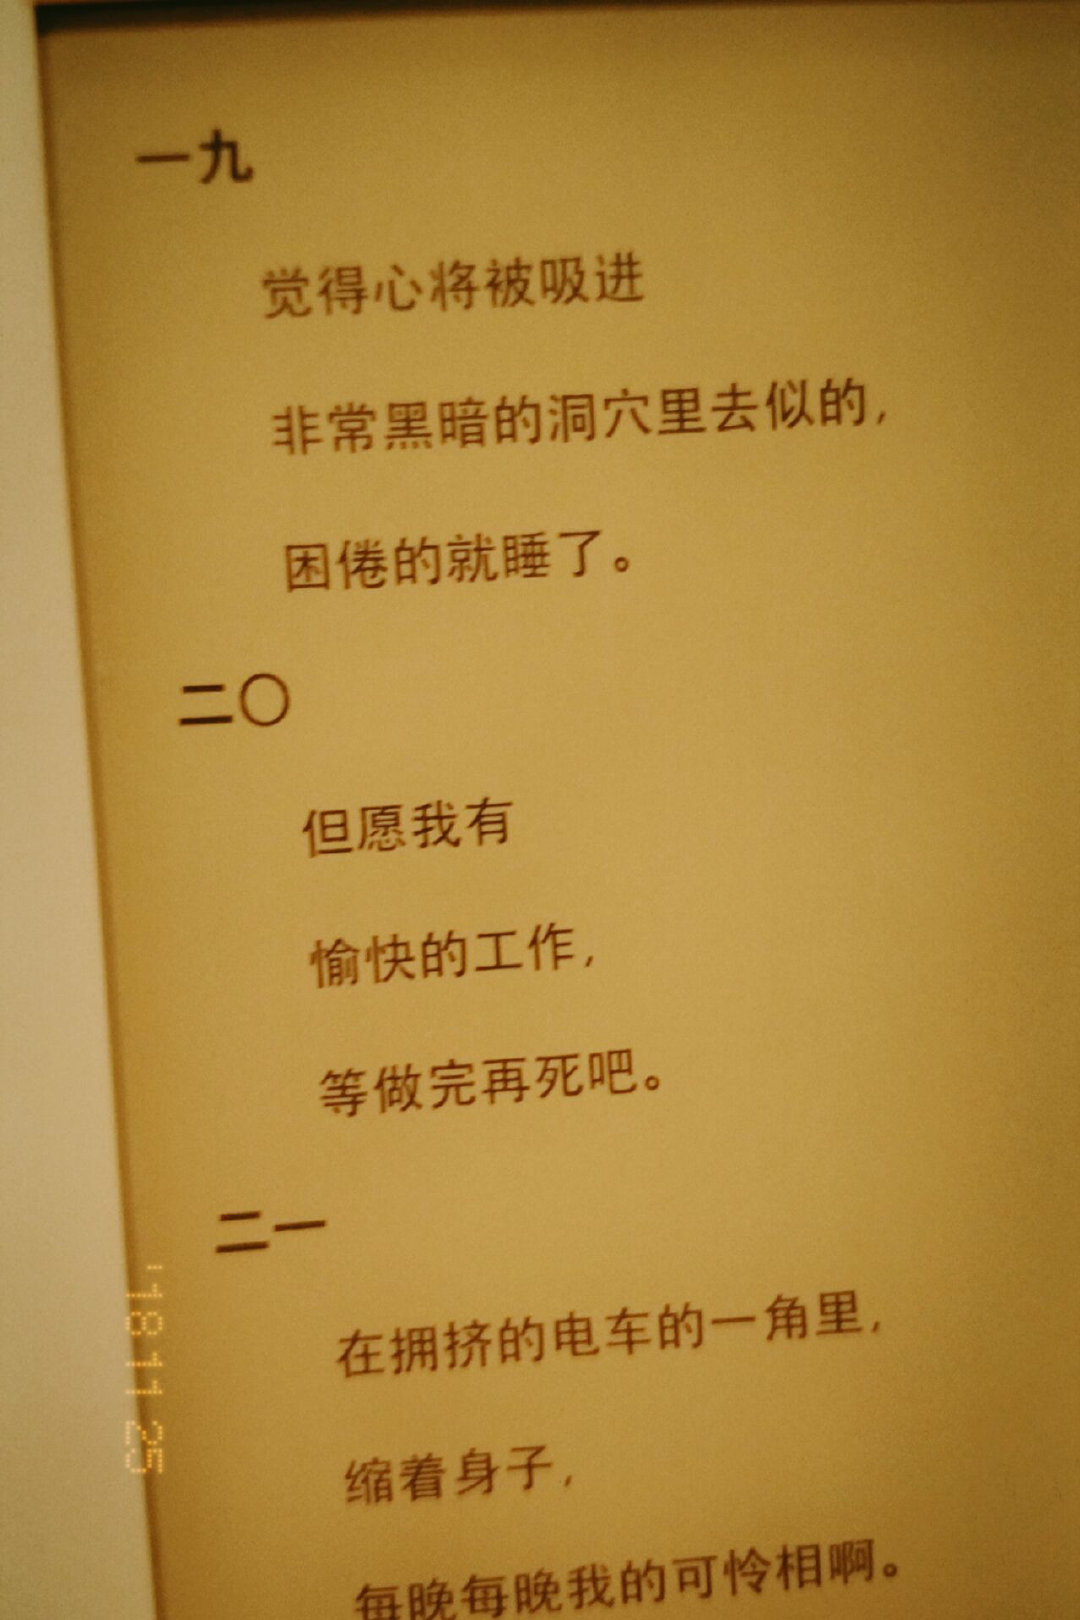 一九
觉得心将被吸进
非常黑暗的洞穴里去似的，
困倦的就睡了。
二〇
但愿我有
愉快的工作，
等做完再死吧。
二一
在拥挤的电车的一角里，
缩着身子，
每晚每晚我的可怜相啊。
'18 11 25